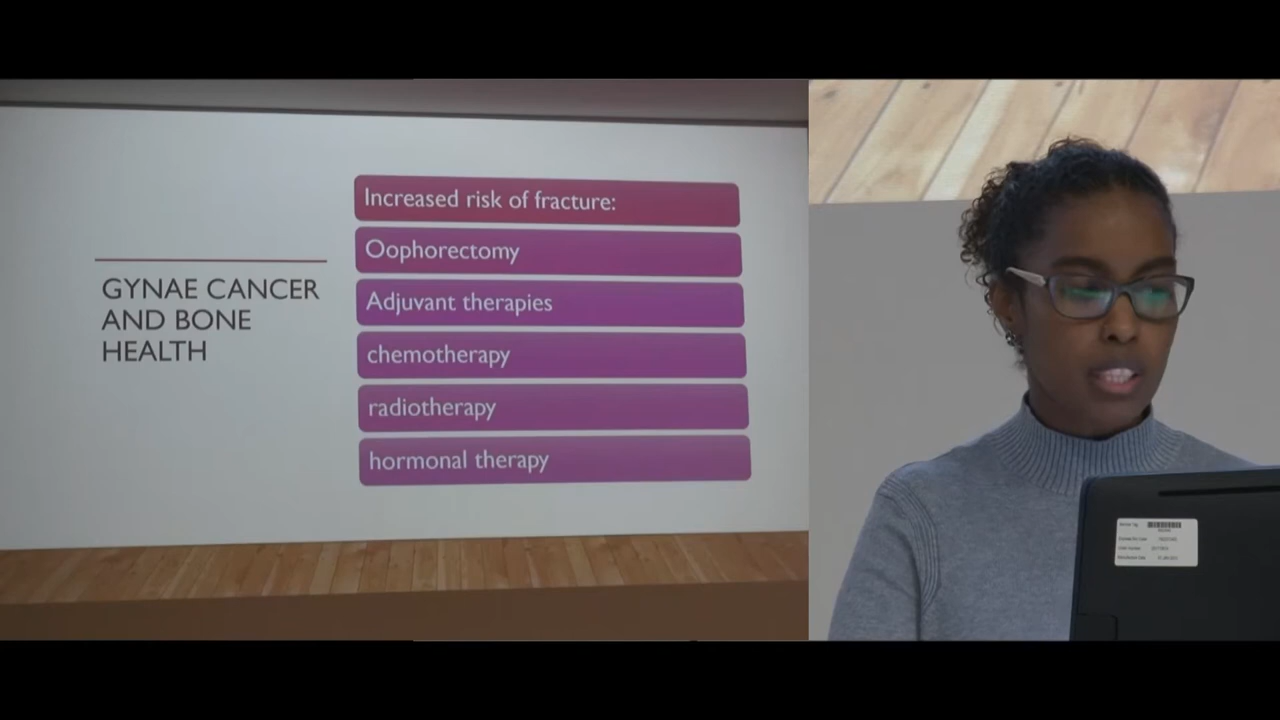 GYNAE CANCER
AND BONE
HEALTH
Increased risk of fracture:
Oophorectomy
Adjuvant therapies
chemotherapy
radiotherapy
hormonal therapy